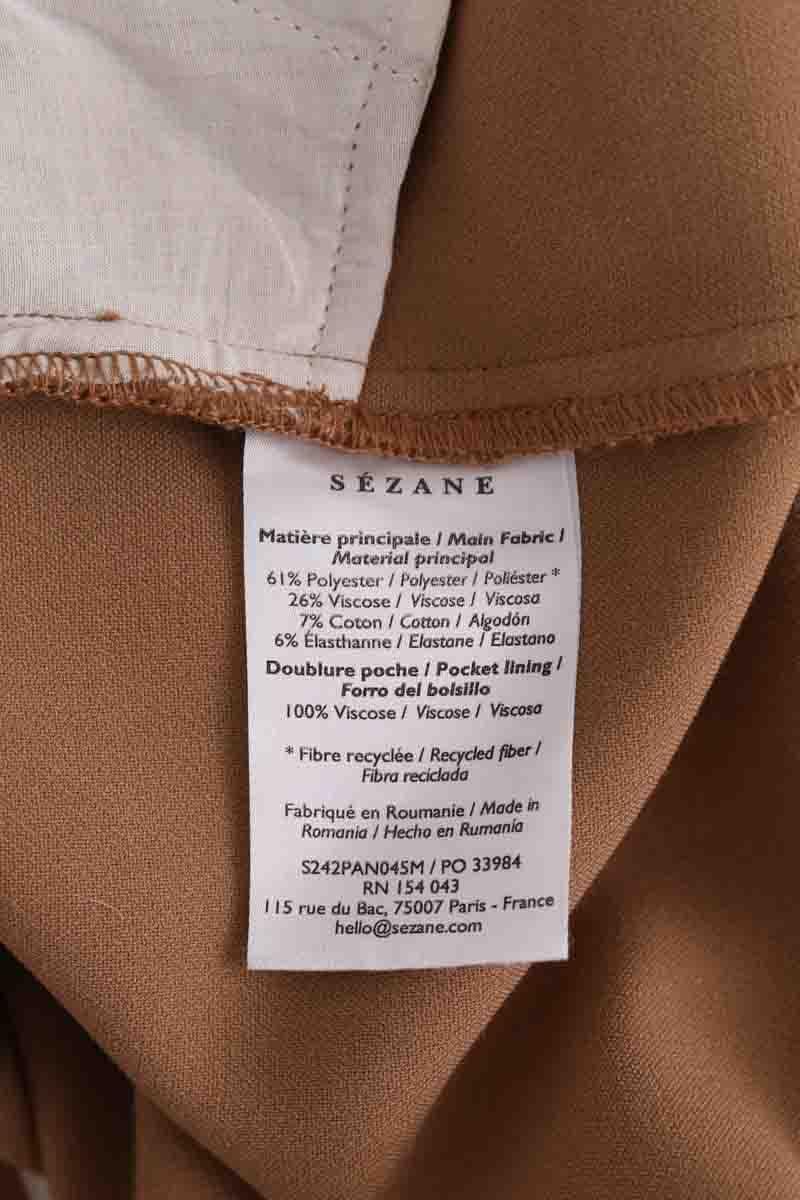 SÉZANE
Matière principale / Main Fabric /
Material principal
61% Polyester / Polyester / Poliéster *
26% Viscose / Viscose / Viscosa
7% Coton / Cotton / Algodón
6% Élasthanne / Elastane / Elastano
Doublure poche / Pocket lining /
Forro del bolsillo
100% Viscose / Viscose / Viscosa
* Fibre recyclée / Recycled fiber /
Fibra reciclada
Fabriqué en Roumanie / Made in
Romania / Hecho en Rumania
S242PAN045M / PO 33984
RN 154 043
115 rue du Bac, 75007 Paris - France
hello@sezane.com